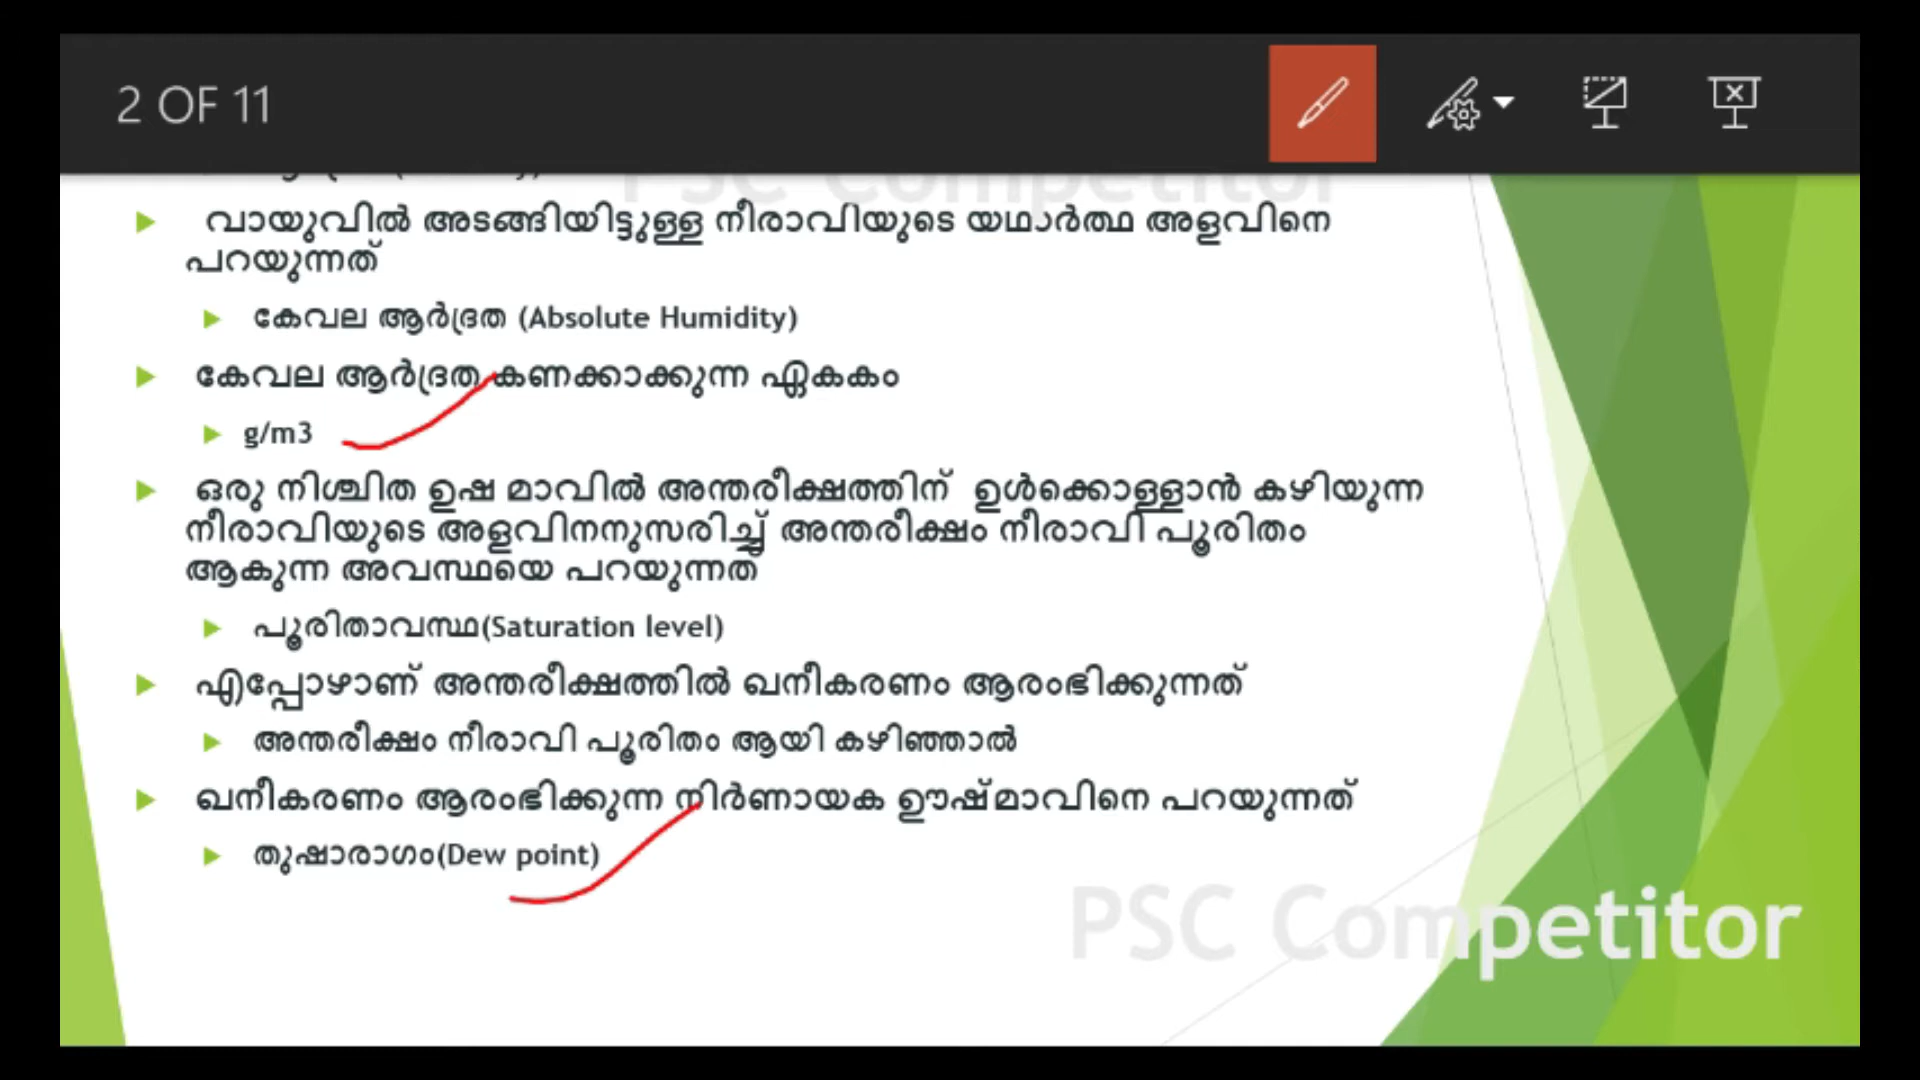 2 OF 11
PSC Competitor
വായുവിൽ അടങ്ങിയിട്ടുള്ള നീരാവിയുടെ യഥാർത്ഥ അളവിനെ
പറയുന്നത്
കേവല ആർദ്രത (Absolute Humidity)
കേവല ആർദ്രത കണക്കാക്കുന്ന ഏകകം
g/m3
ഒരു നിശ്ചിത ഉഷ മാവിൽ അന്തരീക്ഷത്തിന് ഉൾക്കൊള്ളാൻ കഴിയുന്ന
നീരാവിയുടെ അളവിനനുസരിച്ച് അന്തരീക്ഷം നീരാവി പൂരിതം
ആകുന്ന അവസ്ഥയെ പറയുന്നത്
പൂരിതാവസ്ഥ(Saturation level)
എപ്പോഴാണ് അന്തരീക്ഷത്തിൽ ഖനീകരണം ആരംഭിക്കുന്നത്
അന്തരീക്ഷം നീരാവി പൂരിതം ആയി കഴിഞ്ഞാൽ
ഖനീകരണം ആരംഭിക്കുന്ന നിർണായക ഊഷ്മാവിനെ പറയുന്നത്
തുഷാരാഗം(Dew point)
PSC Competitor